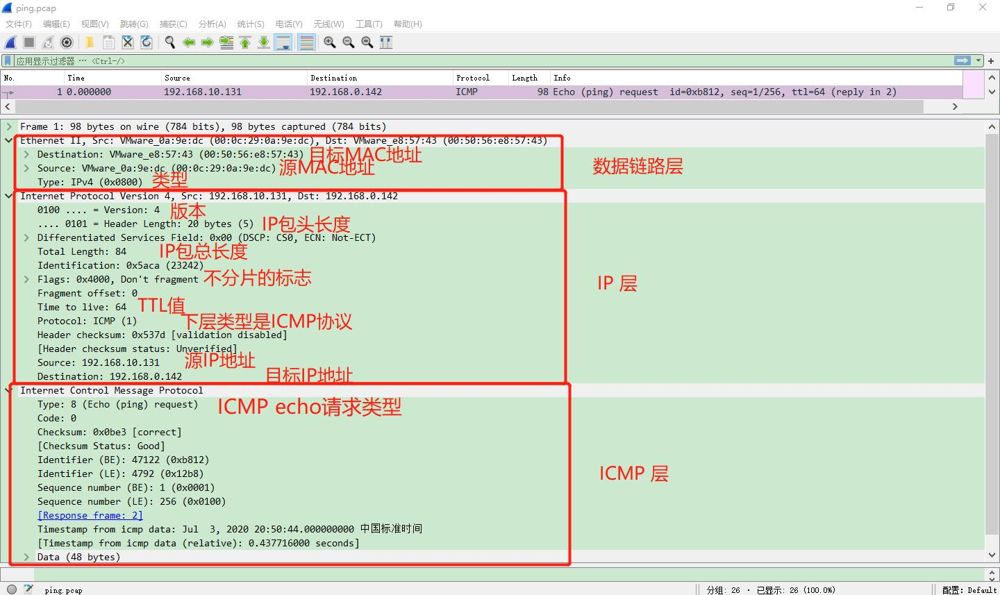 ping.pcap
文件(F) 编辑(E) 视图(V) 跳转(G) 捕获(C) 分析(A) 统计(S) 电话(Y) 无线(W) 工具(T) 帮助(H)
应用显示过滤器 … <Ctrl-/>
No. Time Source Destination Protocol Length Info
1 0.000000 192.168.10.131 192.168.0.142 ICMP 98 Echo (ping) request id=0xb812, seq=1/256, ttl=64 (reply in 2)
Frame 1: 98 bytes on wire (784 bits), 98 bytes captured (784 bits)
Ethernet II, Src: VMware_0a:9e:dc (00:0c:29:0a:9e:dc), Dst: VMware_e8:57:43 (00:50:56:e8:57:43)
Destination: VMware_e8:57:43 (00:50:56:e8:57:43) 目标MAC地址
Source: VMware_0a:9e:dc (00:0c:29:0a:9e:dc) 源MAC地址 数据链路层
Type: IPv4 (0x0800) 类型
Internet Protocol Version 4, Src: 192.168.10.131, Dst: 192.168.0.142
0100 .... = Version: 4 版本
.... 0101 = Header Length: 20 bytes (5) IP包头长度
Differentiated Services Field: 0x00 (DSCP: CS0, ECN: Not-ECT)
Total Length: 84 IP包总长度
Identification: 0x5aca (23242)
Flags: 0x4000, Don't fragment 不分片的标志 IP 层
Fragment offset: 0
Time to live: 64 TTL值
Protocol: ICMP (1) 下层类型是ICMP协议
Header checksum: 0x537d [validation disabled]
[Header checksum status: Unverified]
Source: 192.168.10.131 源IP地址
Destination: 192.168.0.142 目标IP地址
Internet Control Message Protocol
Type: 8 (Echo (ping) request) ICMP echo请求类型
Code: 0
Checksum: 0x0be3 [correct]
[Checksum Status: Good]
Identifier (BE): 47122 (0xb812)
Identifier (LE): 4792 (0x12b8) ICMP 层
Sequence number (BE): 1 (0x0001)
Sequence number (LE): 256 (0x0100)
[Response frame: 2]
Timestamp from icmp data: Jul  3, 2020 20:50:44.000000000 中国标准时间
[Timestamp from icmp data (relative): 0.437716000 seconds]
Data (48 bytes)
ping.pcap 分组: 26 · 已显示: 26 (100.0%) 配置: Default